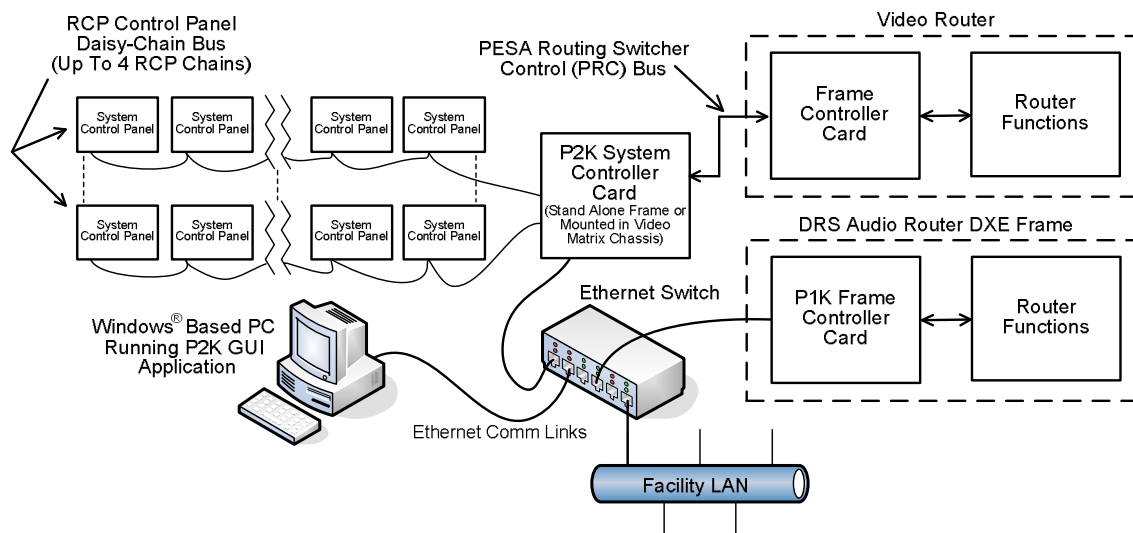 RCP Control Panel
Daisy-Chain Bus
(Up To 4 RCP Chains)
PESA Routing Switcher
Control (PRC) Bus
Video Router
System
Control Panel
System
Control Panel
System
Control Panel
System
Control Panel
Frame
Controller
Card
Router
Functions
P2K System
Controller
Card
(Stand Alone Frame or
Mounted in Video
Matrix Chassis)
System
Control Panel
System
Control Panel
System
Control Panel
System
Control Panel
DRS Audio Router DXE Frame
P1K Frame
Controller
Card
Router
Functions
Ethernet Switch
Windows® Based PC
Running P2K GUI
Application
Ethernet Comm Links
Facility LAN